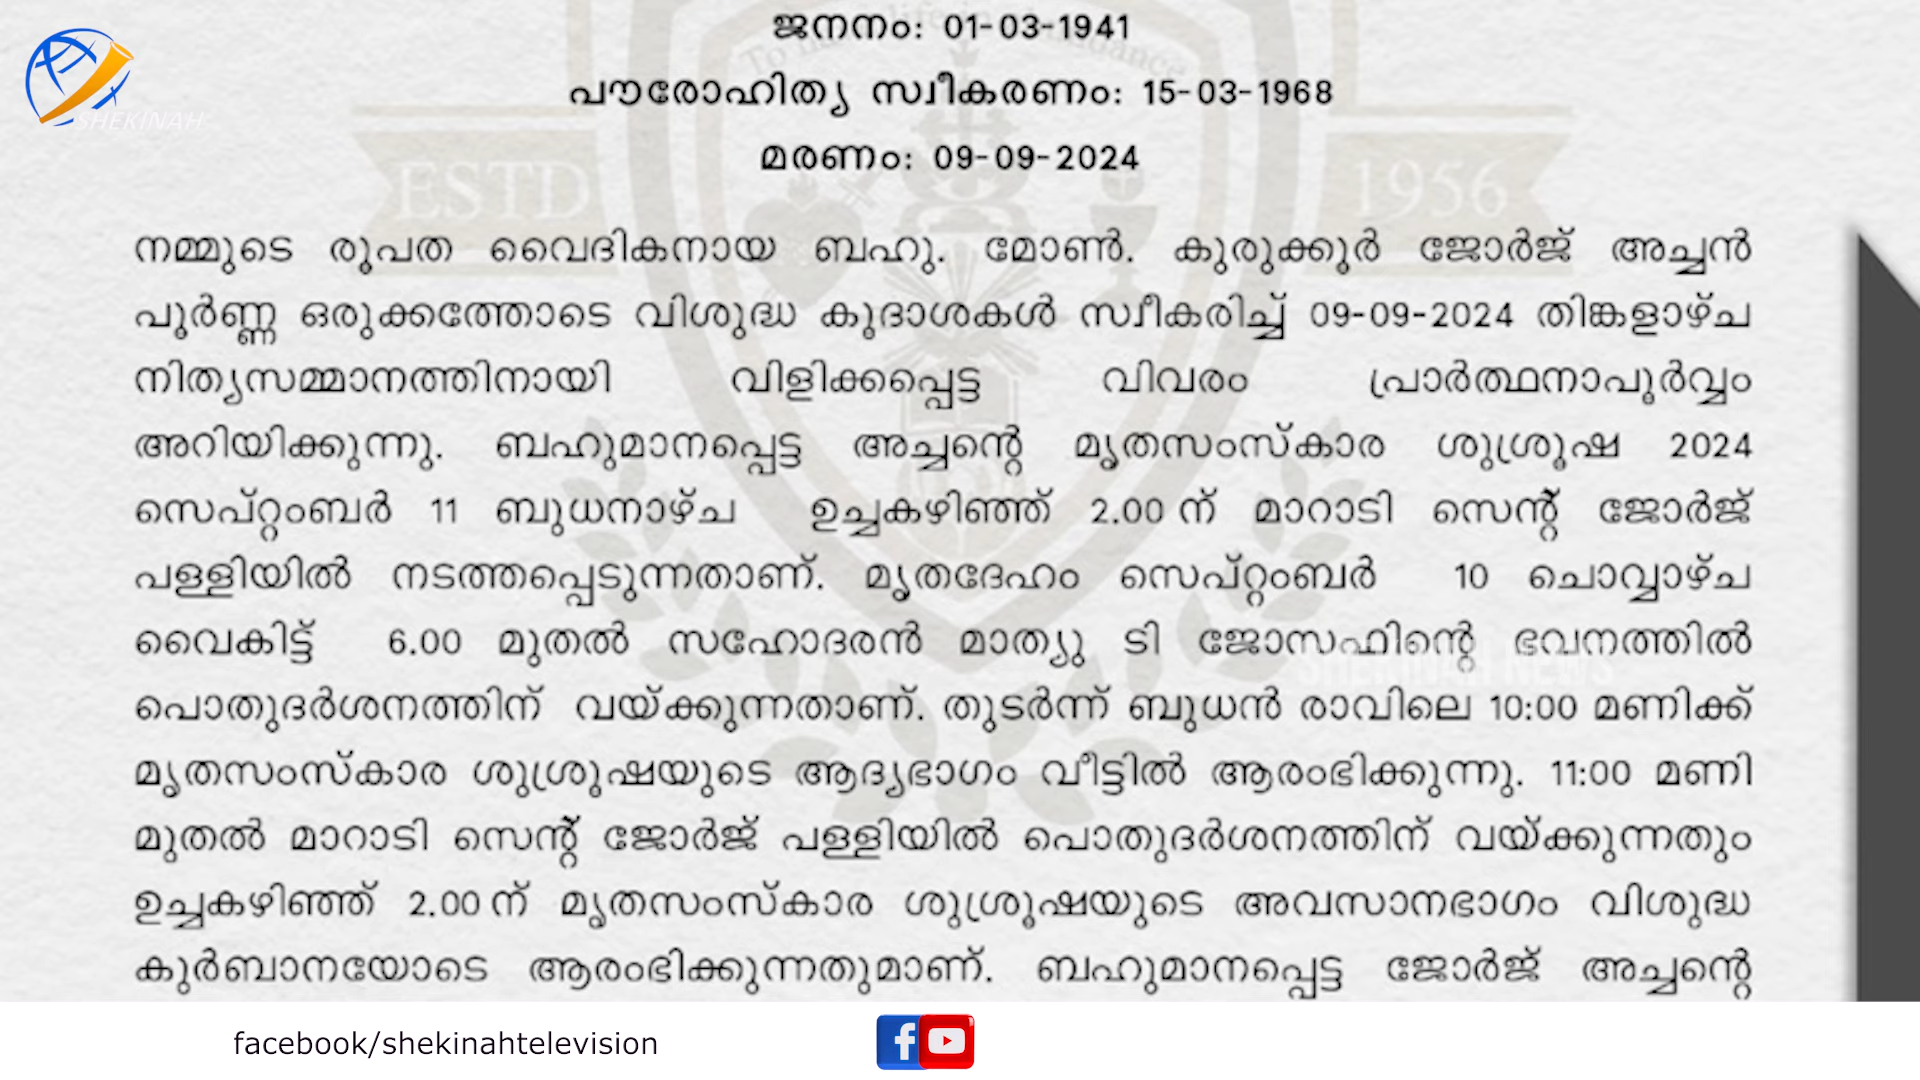 ജനനം: 01-03-1941
പൗരോഹിത്യ സ്വീകരണം: 15-03-1968
മരണം: 09-09-2024
SHEKINAH
ESTD
1956
നമ്മുടെ രൂപത വൈദികനായ ബഹു. മോൺ. കുരുക്കൂർ ജോർജ് അച്ചൻ
പൂർണ്ണ ഒരുക്കത്തോടെ വിശുദ്ധ കൂദാശകൾ സ്വീകരിച്ച് 09-09-2024 തിങ്കളാഴ്ച
നിത്യസമ്മാനത്തിനായി വിളിക്കപ്പെട്ട വിവരം പ്രാർത്ഥനാപൂർവ്വം
അറിയിക്കുന്നു. ബഹുമാനപ്പെട്ട അച്ചന്റെ മൃതസംസ്കാര ശുശ്രൂഷ 2024
സെപ്റ്റംബർ 11 ബുധനാഴ്ച ഉച്ചകഴിഞ്ഞ് 2.00 ന് മാറാടി സെന്റ് ജോർജ്
പള്ളിയിൽ നടത്തപ്പെടുന്നതാണ്. മൃതദേഹം സെപ്റ്റംബർ 10 ചൊവ്വാഴ്ച
വൈകിട്ട് 6.00 മുതൽ സഹോദരൻ മാത്യു ടി ജോസഫിന്റെ ഭവനത്തിൽ
SHEKINAH NEWS
പൊതുദർശനത്തിന് വയ്ക്കുന്നതാണ്. തുടർന്ന് ബുധൻ രാവിലെ 10:00 മണിക്ക്
മൃതസംസ്കാര ശുശ്രൂഷയുടെ ആദ്യഭാഗം വീട്ടിൽ ആരംഭിക്കുന്നു. 11:00 മണി
മുതൽ മാറാടി സെന്റ് ജോർജ് പള്ളിയിൽ പൊതുദർശനത്തിന് വയ്ക്കുന്നതും
ഉച്ചകഴിഞ്ഞ് 2.00 ന് മൃതസംസ്കാര ശുശ്രൂഷയുടെ അവസാനഭാഗം വിശുദ്ധ
കുർബാനയോടെ ആരംഭിക്കുന്നതുമാണ്. ബഹുമാനപ്പെട്ട ജോർജ് അച്ചന്റെ
facebook/shekinahtelevision